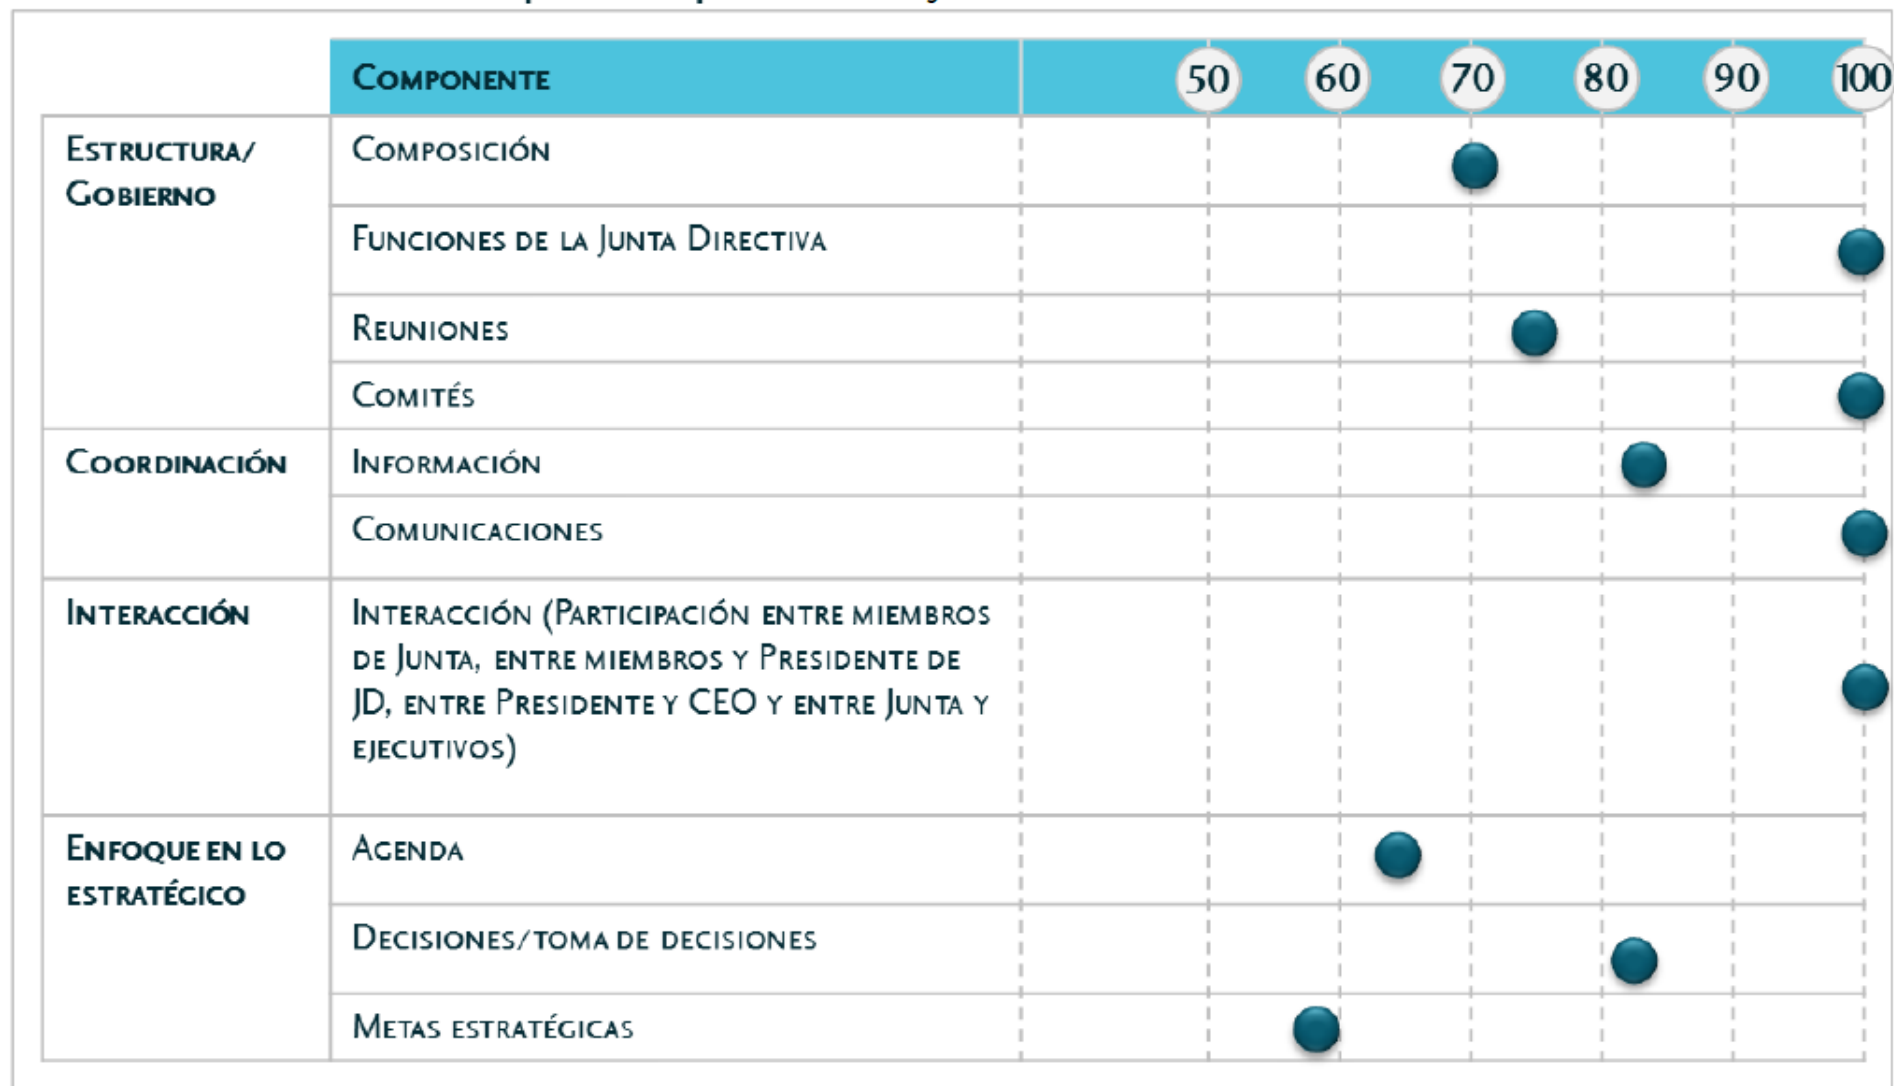 COMPONENTE 50 60 70 80 90 100
ESTRUCTURA/
GOBIERNO
COMPOSICIÓN
FUNCIONES DE LA JUNTA DIRECTIVA
REUNIONES
COMITÉS
COORDINACIÓN
INFORMACIÓN
COMUNICACIONES
INTERACCIÓN
INTERACCIÓN (PARTICIPACIÓN ENTRE MIEMBROS
DE JUNTA, ENTRE MIEMBROS Y PRESIDENTE DE
JD, ENTRE PRESIDENTE Y CEO Y ENTRE JUNTA Y
EJECUTIVOS)
ENFOQUE EN LO
ESTRATÉGICO
AGENDA
DECISIONES/TOMA DE DECISIONES
METAS ESTRATÉGICAS